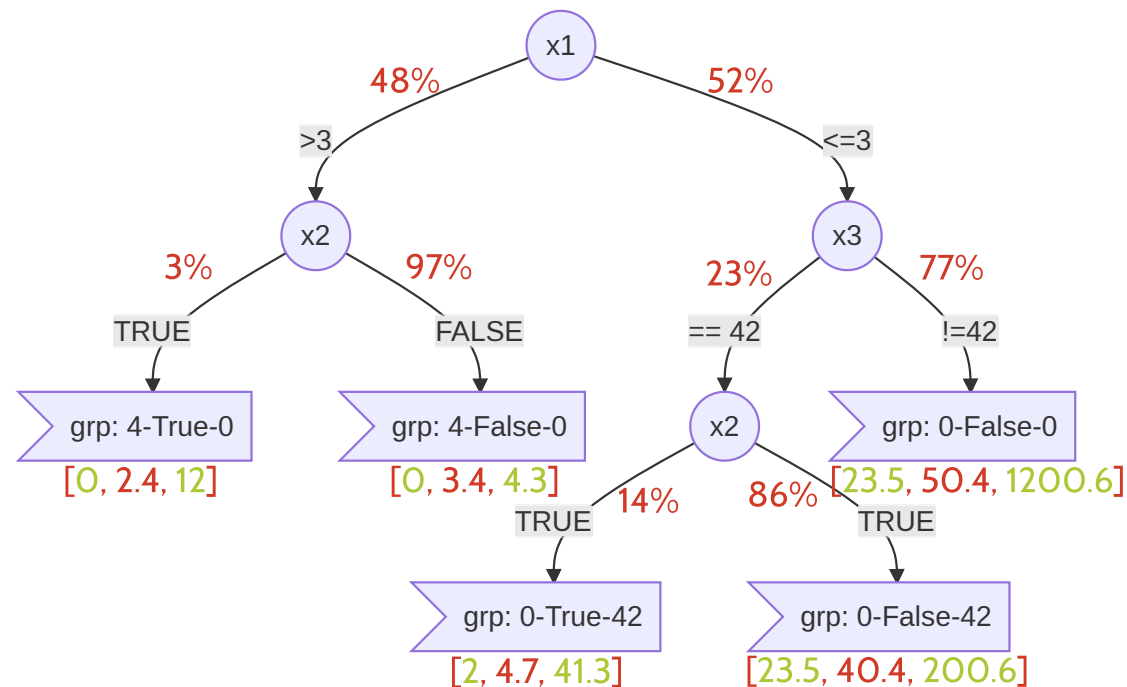 x1
48%
52%
>3
<=3
x2
x3
3%
97%
23%
77%
TRUE
FALSE
== 42
!=42
grp: 4-True-0
grp: 4-False-0
x2
grp: 0-False-0
[0, 2.4, 12]
[0, 3.4, 4.3]
[23.5, 50.4, 1200.6]
14%
86%
TRUE
TRUE
grp: 0-True-42
grp: 0-False-42
[2, 4.7, 41.3]
[23.5, 40.4, 200.6]